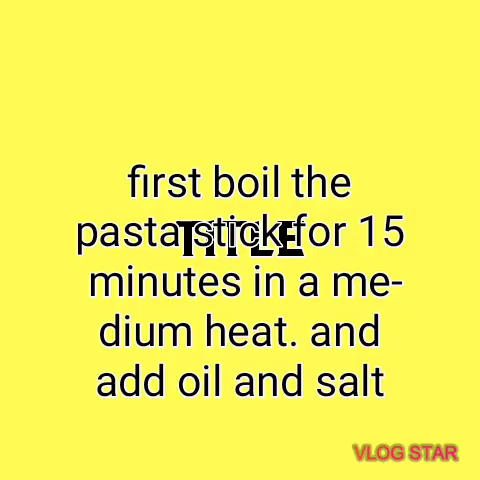 first boil the
pasta stick for 15
TITLE
minutes in a me-
dium heat. and
add oil and salt
VLOG STAR